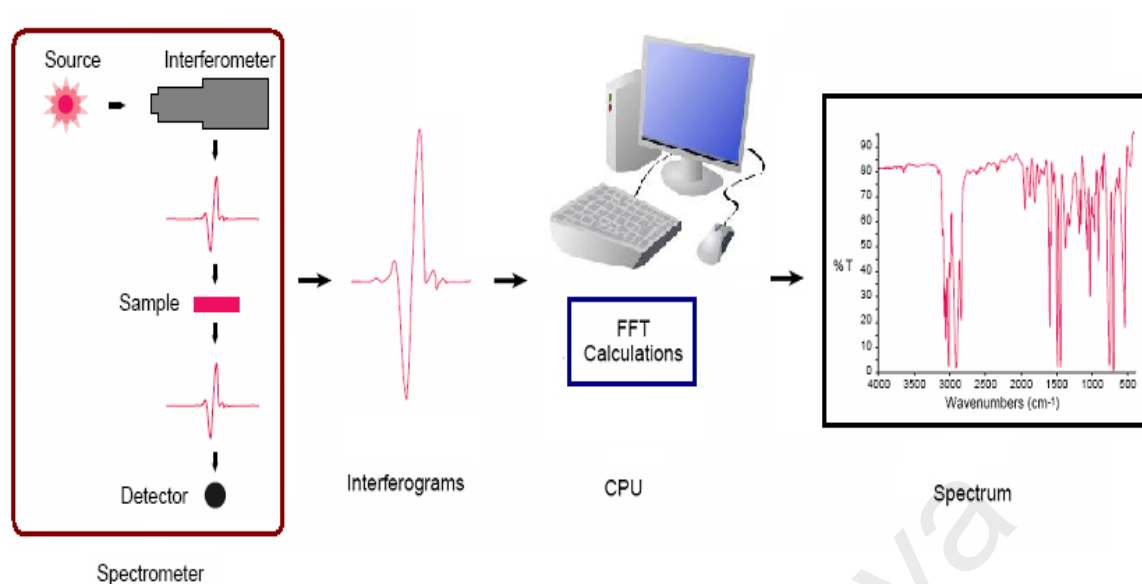 Source
Interferometer
Sample
Detector
Spectrometer
Interferograms
FFT
Calculations
CPU
90
80
70
60
50
% T
40
30
20
10
0
4000 3500 3000 2500 2000 1500 1000 500
Wavenumbers (cm-1)
Spectrum